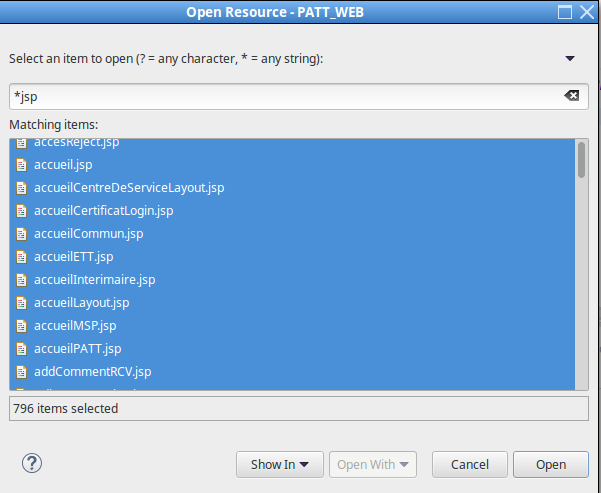 Open Resource - PATT_WEB
Select an item to open (? = any character, * = any string):
*jsp
Matching items:
accesReject.jsp
accueil.jsp
accueilCentreDeServiceLayout.jsp
accueilCertificatLogin.jsp
accueilCommun.jsp
accueilETT.jsp
accueilInterimaire.jsp
accueilLayout.jsp
accueilMSP.jsp
accueilPATT.jsp
addCommentRCV.jsp
796 items selected
? Show In Open With Cancel Open